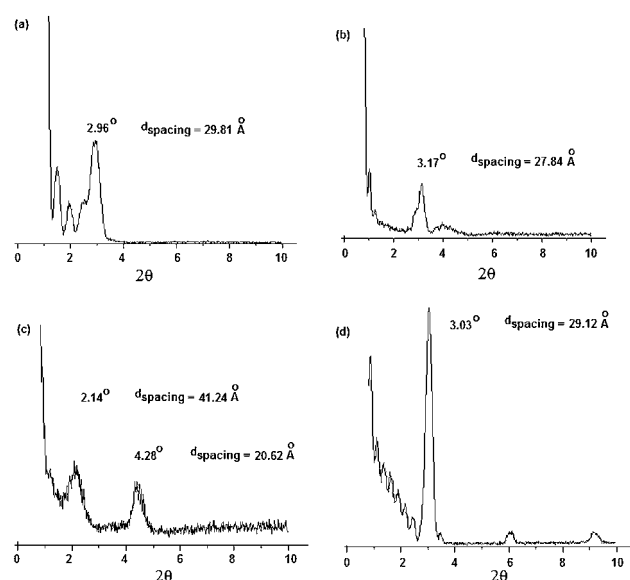 (a)
2.96° dspacing = 29.81 Å
0 2 4 6 8 10
2θ
(b)
3.17° dspacing = 27.84 Å
0 2 4 6 8 10
2θ
(c)
2.14° dspacing = 41.24 Å
4.28° dspacing = 20.62 Å
0 2 4 6 8 10
2θ
(d)
3.03° dspacing = 29.12 Å
0 2 4 6 8 10
2θ